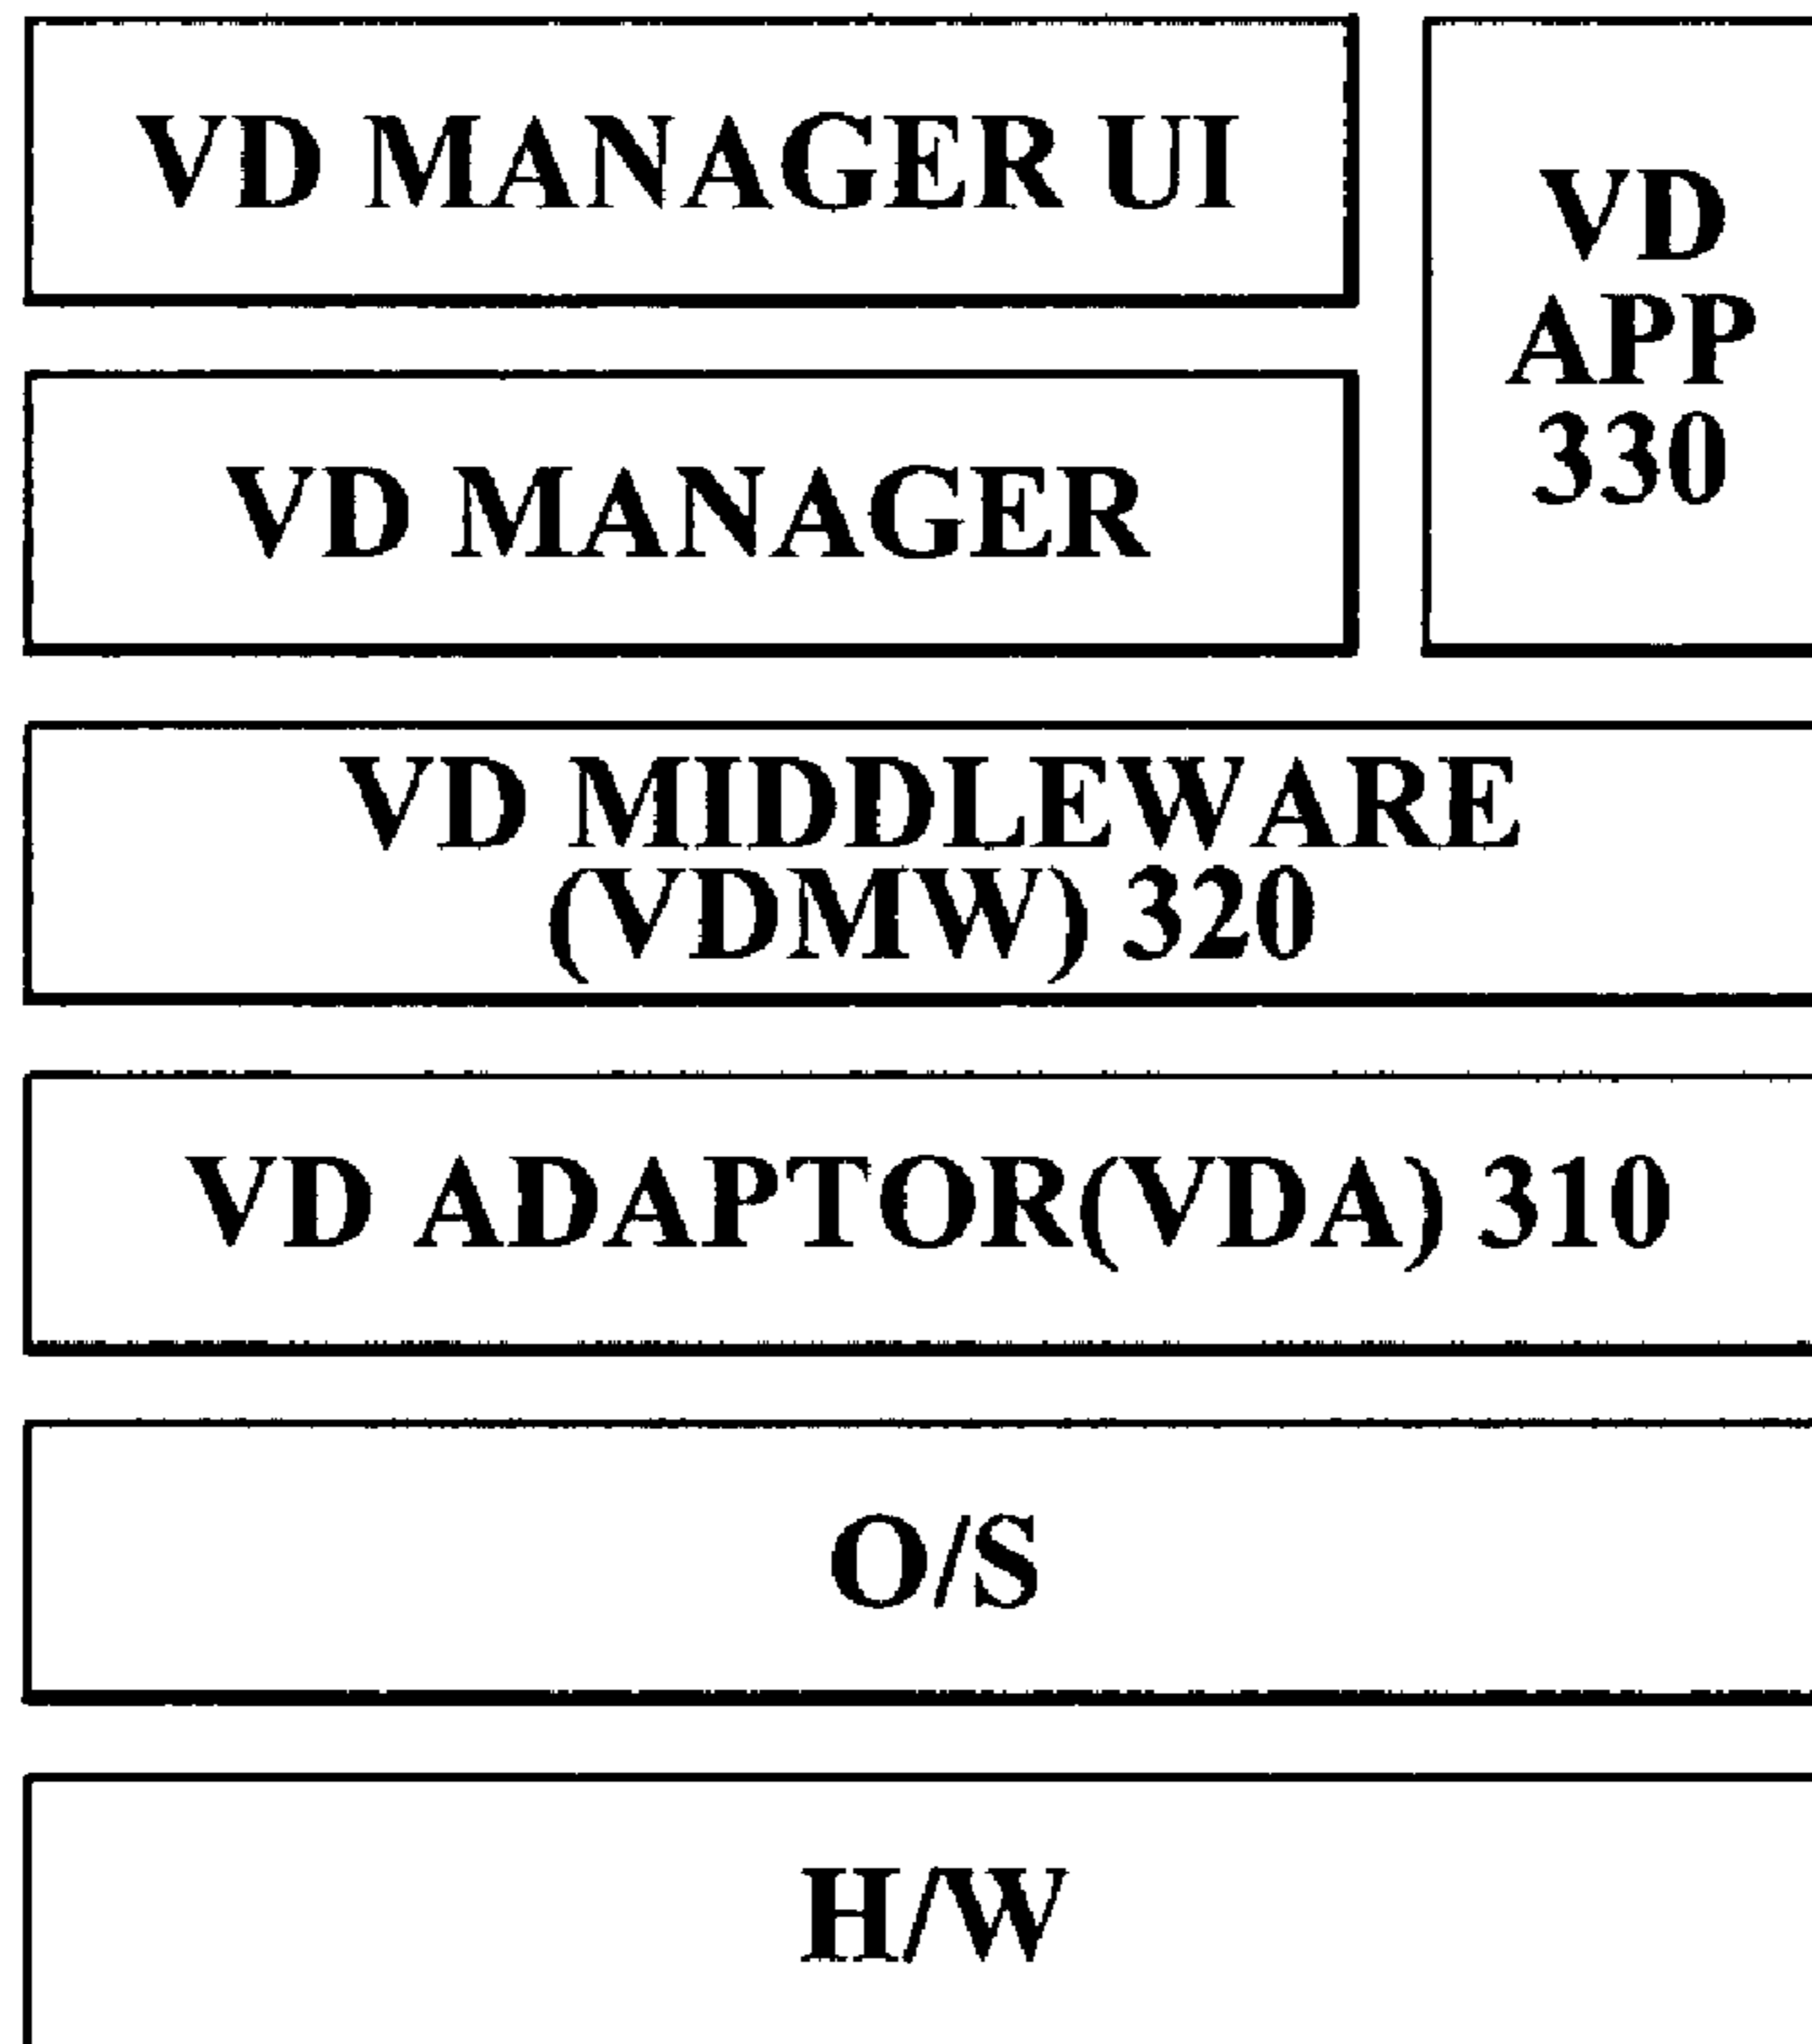 VD MANAGER UI
VD
APP
330
VD MANAGER
VD MIDDLEWARE
(VDMW) 320
VD ADAPTOR(VDA) 310
O/S
H/W